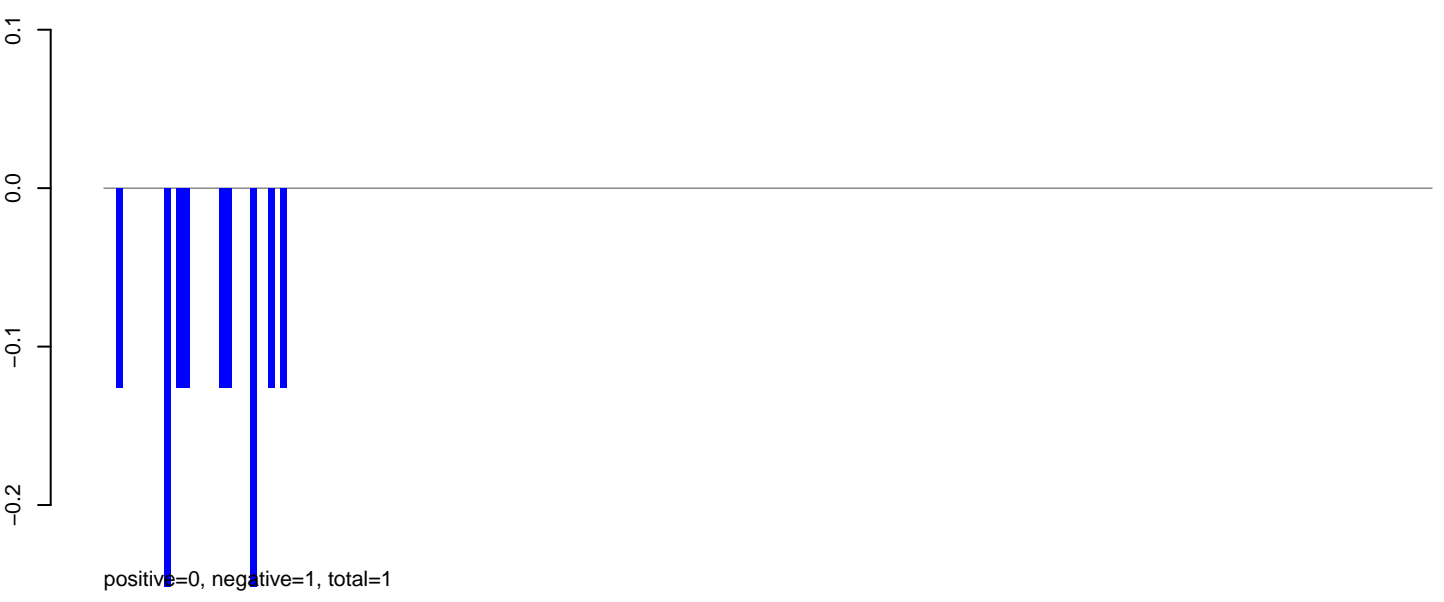 0.1
0.0
−0.1
−0.2
positive=0, negative=1, total=1